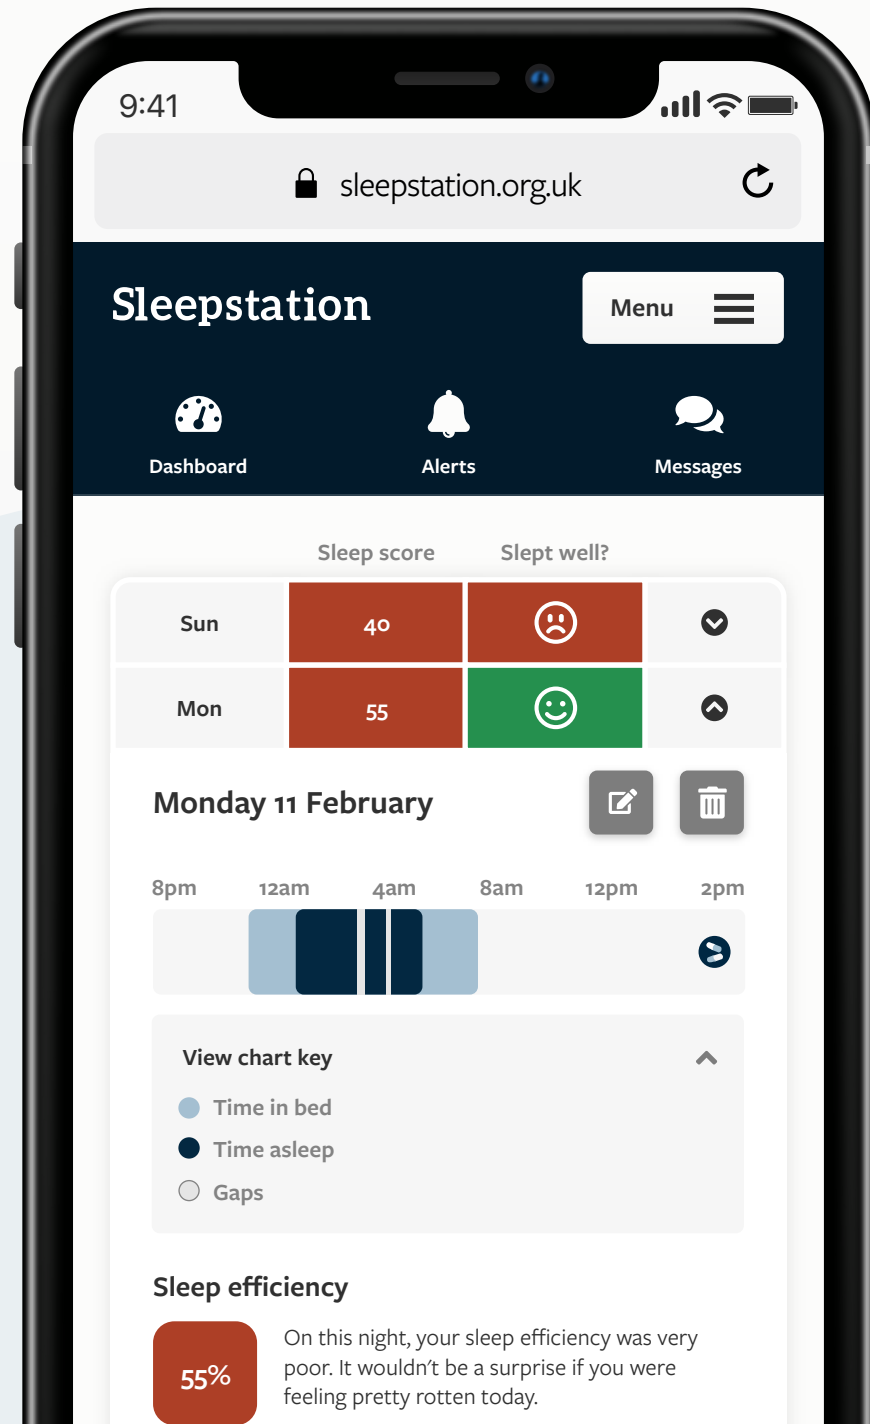 9:41
sleepstation.org.uk
Sleepstation
Menu
Dashboard Alerts Messages
Sleep score Slept well?
Sun 40
Mon 55
Monday 11 February
8pm 12am 4am 8am 12pm 2pm
View chart key
Time in bed
Time asleep
Gaps
Sleep efficiency
55%
On this night, your sleep efficiency was very
poor. It wouldn't be a surprise if you were
feeling pretty rotten today.